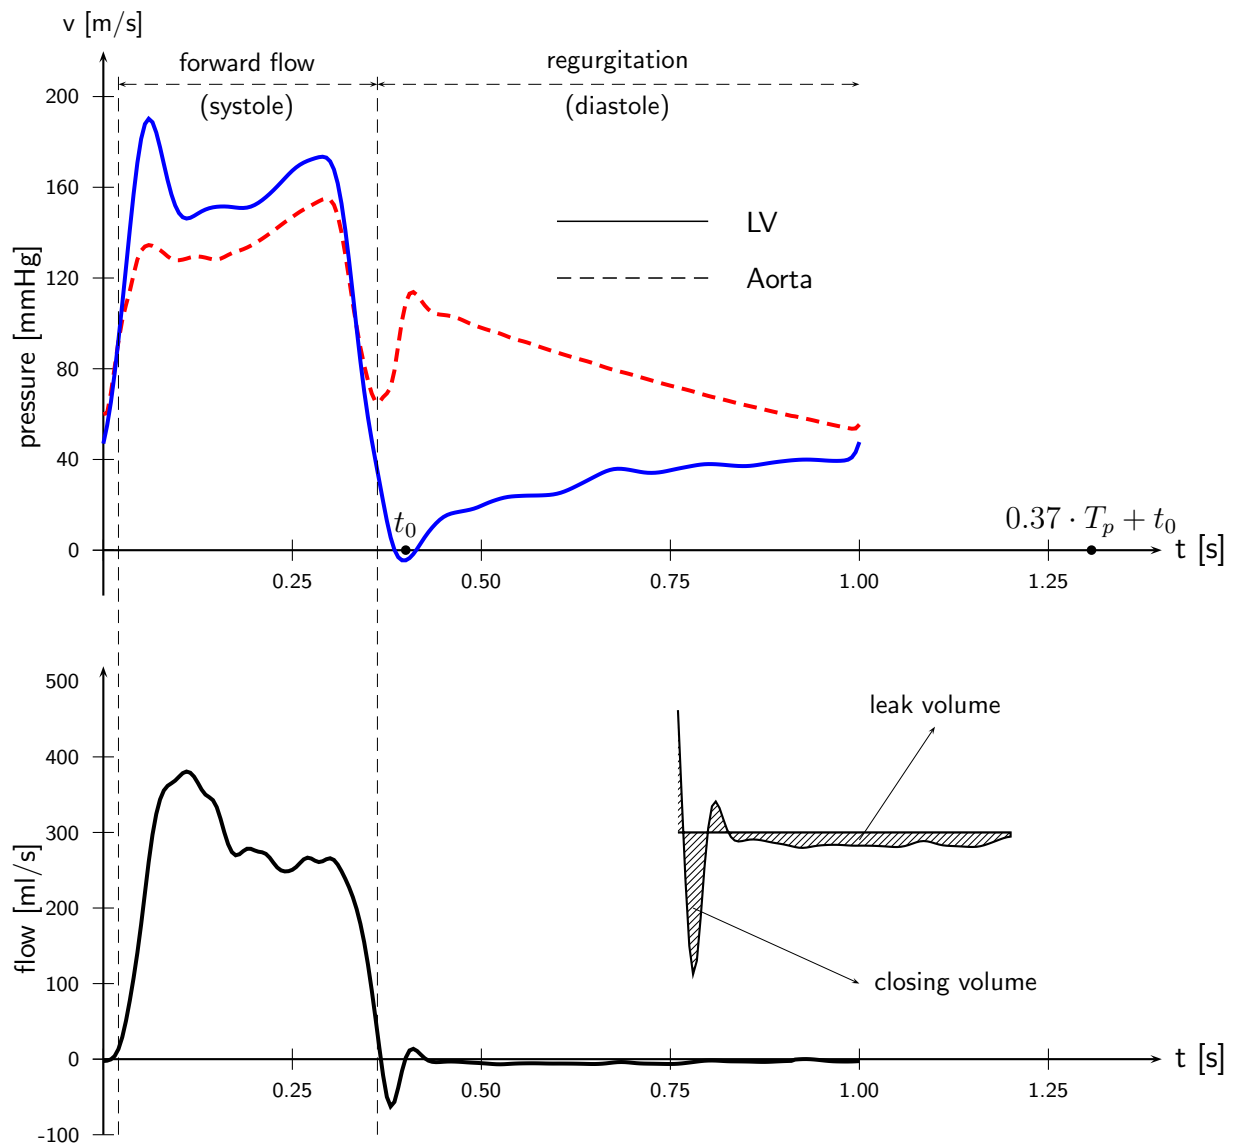 v [m/s]
forward flow
regurgitation
(systole)
(diastole)
200
160
120
80
40
0
pressure [mmHg]
LV
Aorta
t₀
0.37 · Tₚ + t₀
t [s]
0.25
0.50
0.75
1.00
1.25
500
400
300
200
100
0
-100
flow [ml/s]
leak volume
closing volume
t [s]
0.25
0.50
0.75
1.00
1.25